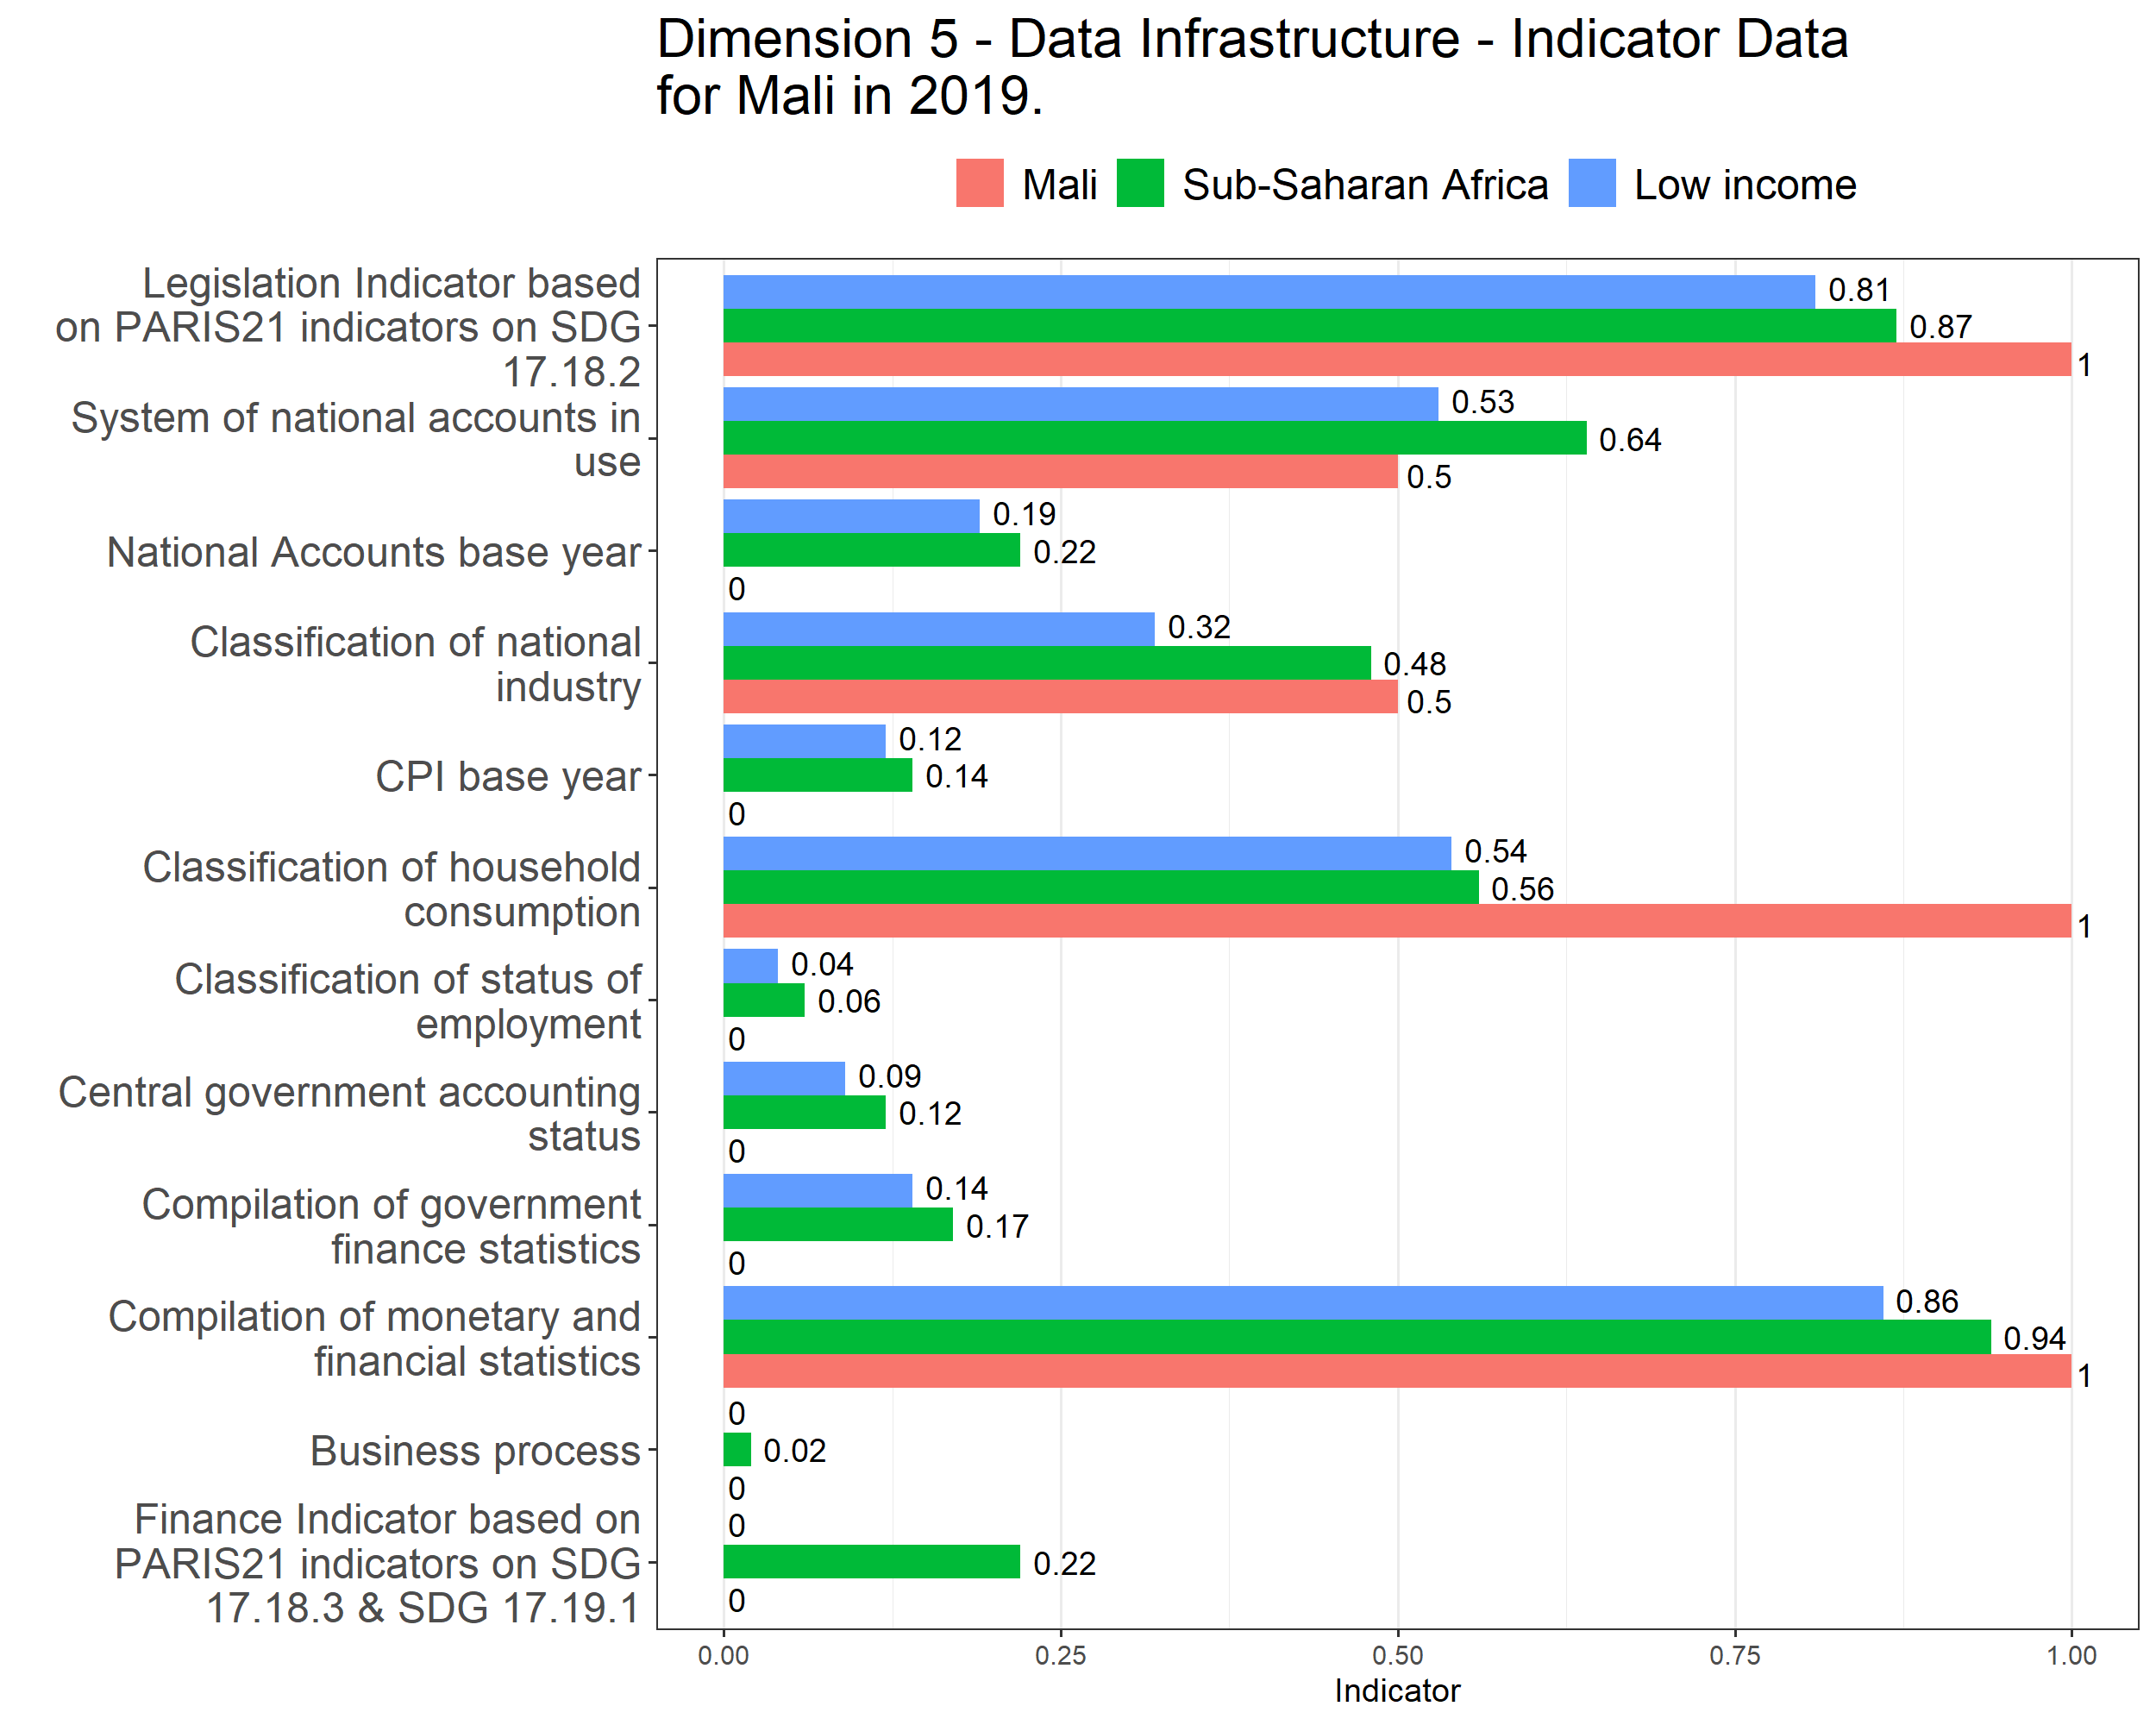 Dimension 5 - Data Infrastructure - Indicator Data
for Mali in 2019.
Mali
Sub-Saharan Africa
Low income
Legislation Indicator based
on PARIS21 indicators on SDG
17.18.2
0.81
0.87
1
System of national accounts in
use
0.53
0.64
0.5
National Accounts base year
0.19
0.22
0
Classification of national
industry
0.32
0.48
0.5
CPI base year
0.12
0.14
0
Classification of household
consumption
0.54
0.56
1
Classification of status of
employment
0.04
0.06
0
Central government accounting
status
0.09
0.12
0
Compilation of government
finance statistics
0.14
0.17
0
Compilation of monetary and
financial statistics
0.86
0.94
1
Business process
0
0.02
0
Finance Indicator based on
PARIS21 indicators on SDG
17.18.3 & SDG 17.19.1
0
0.22
0
0.00
0.25
0.50
0.75
1.00
Indicator